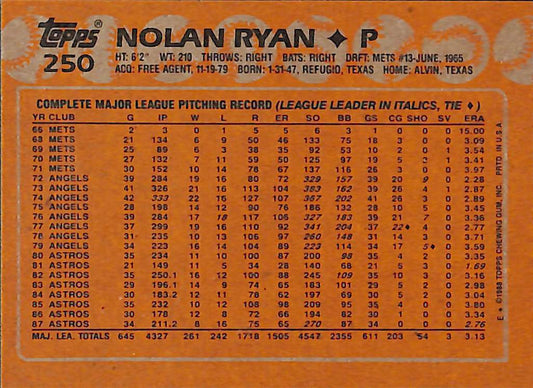 Topps
250
NOLAN RYAN ♦ P
HT: 6'2" WT: 210 THROWS: RIGHT BATS: RIGHT DRFT: METS #13-JUNE, 1965
ACQ: FREE AGENT, 11-19-79 BORN: 1-31-47, REFUGIO, TEXAS HOME: ALVIN, TEXAS
COMPLETE MAJOR LEAGUE PITCHING RECORD (LEAGUE LEADER IN ITALICS, TIE ♦)
YR CLUB G IP W L R ER SO BB GS CG SHO SV ERA
66 METS 2 3 0 1 5 5 6 3 1 0 0 0 15.00
68 METS 21 134 6 9 50 46 133 75 18 3 0 0 3.09
69 METS 25 89 6 3 38 35 92 53 10 2 0 1 3.54
70 METS 27 132 7 11 59 50 125 97 19 5 2 1 3.41
71 METS 30 152 10 14 78 67 137 116 26 3 0 0 3.97
72 ANGELS 39 284 19 16 80 72 329 157 39 20 9 0 2.28
73 ANGELS 41 326 21 16 113 104 383 162 39 26 4 1 2.87
74 ANGELS 42 333 22 16 127 107 367 202 41 26 3 0 2.89
75 ANGELS 28 198 14 12 90 76 186 132 28 10 5 0 3.45
76 ANGELS 39 284 17 18 117 106 327 183 39 21 7 0 3.36
77 ANGELS 37 299 19 16 110 92 341 204 37 22♦ 4 0 2.77
78 ANGELS 31 235 10 13 106 97 260 148 31 14 3 0 3.71
79 ANGELS 34 223 16 14 104 89 223 114 34 17 5♦ 0 3.59
80 ASTROS 35 234 11 10 100 87 200 98 35 4 2 0 3.35
81 ASTROS 21 149 11 5 34 28 140 68 21 5 3 0 1.69
82 ASTROS 35 250.1 16 12 100 88 245 109 35 10 3 0 3.16
83 ASTROS 29 196.1 14 9 74 65 183 101 29 5 2 0 2.98
84 ASTROS 30 183.2 12 11 78 62 197 69 30 5 2 0 3.04
85 ASTROS 35 232 10 12 108 98 209 95 35 4 0 0 3.80
86 ASTROS 30 178 12 8 72 66 194 82 30 1 0 0 3.34
87 ASTROS 34 211.2 8 16 75 65 270 87 34 0 0 0 2.76
MAJ. LEA. TOTALS 645 4327 261 242 1718 1505 4547 2355 611 203 54 3 3.13
E ♦ ©1988 TOPPS CHEWING GUM, INC. PRTD. IN U.S.A.